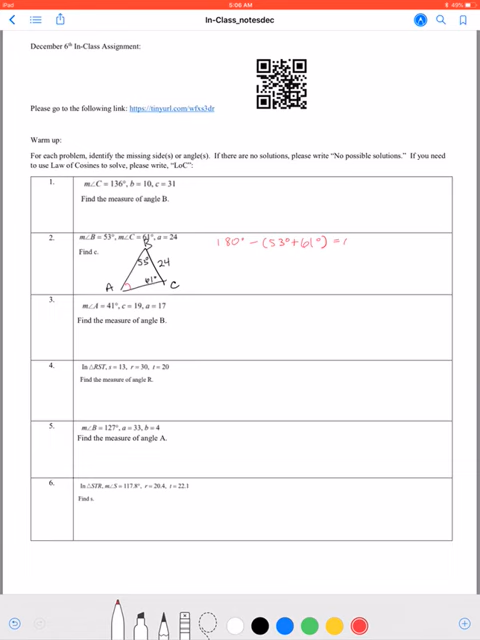 iPad
5:06 AM
49%
In-Class_notesdec
December 6th In-Class Assignment:
Please go to the following link: https://tinyurl.com/wfxs3dr
Warm up:
For each problem, identify the missing side(s) or angle(s). If there are no solutions, please write “No possible solutions.” If you need
to use Law of Cosines to solve, please write, “LoC”:
1.
m∠C = 136°, b = 10, c = 31
Find the measure of angle B.
2.
m∠B = 53°, m∠C = 61°, a = 24
Find c.
B
53°
24
61°
A
C
180° − (53°+61°) =
3.
m∠A = 41°, c = 19, a = 17
Find the measure of angle B.
4.
In △RST, s = 13, r = 30, t = 20
Find the measure of angle R.
5.
m∠B = 127°, a = 33, b = 4
Find the measure of angle A.
6.
In △STR, m∠S = 117.8°, r = 20.4, t = 22.1
Find s.